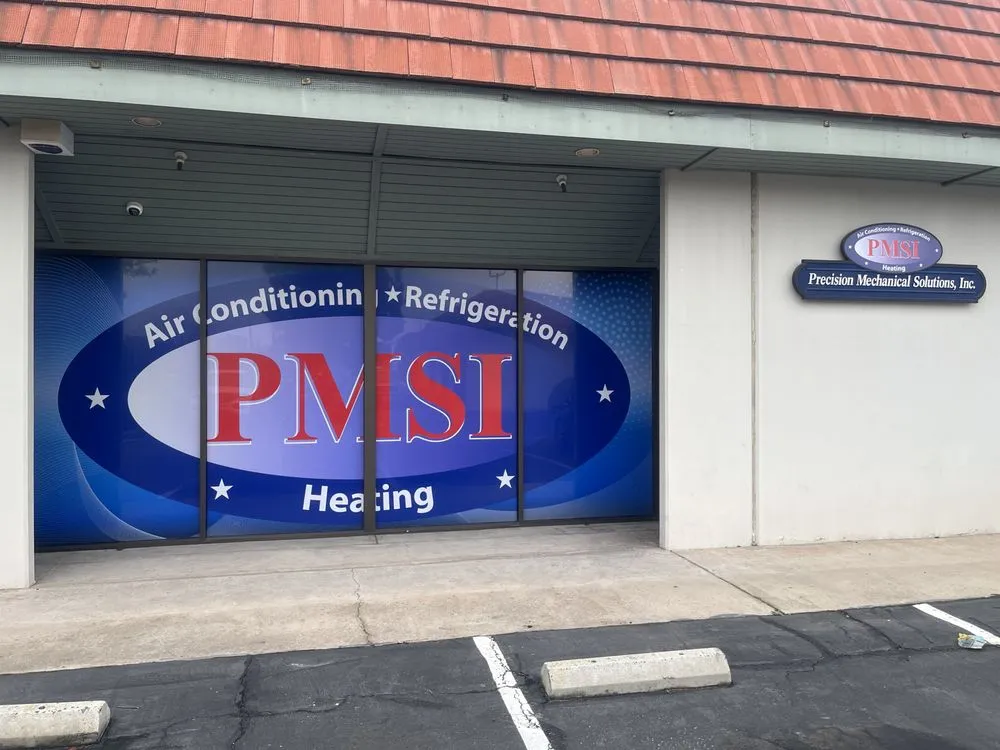 Air Conditioning ★ Refrigeration
PMSI
Heating
Air Conditioning • Refrigeration
PMSI
Heating
Precision Mechanical Solutions, Inc.